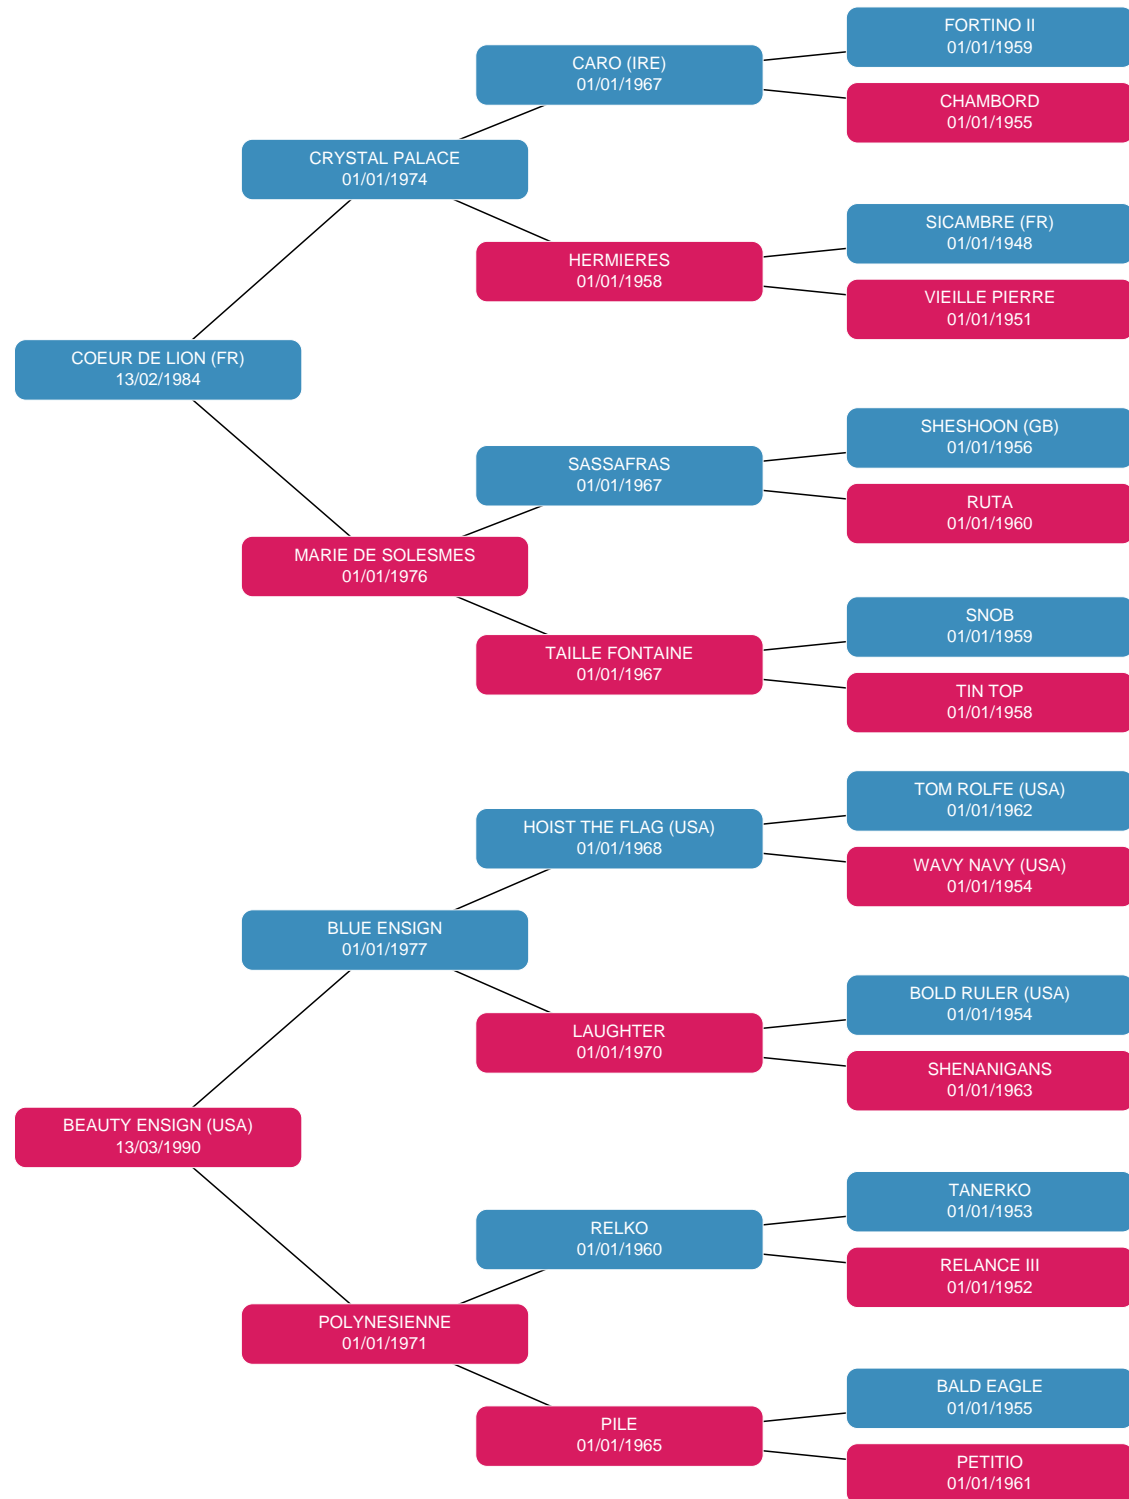 FORTINO II
01/01/1959
CARO (IRE)
01/01/1967
CHAMBORD
01/01/1955
CRYSTAL PALACE
01/01/1974
SICAMBRE (FR)
01/01/1948
HERMIERES
01/01/1958
VIEILLE PIERRE
01/01/1951
COEUR DE LION (FR)
13/02/1984
SHESHOON (GB)
01/01/1956
SASSAFRAS
01/01/1967
RUTA
01/01/1960
MARIE DE SOLESMES
01/01/1976
SNOB
01/01/1959
TAILLE FONTAINE
01/01/1967
TIN TOP
01/01/1958
TOM ROLFE (USA)
01/01/1962
HOIST THE FLAG (USA)
01/01/1968
WAVY NAVY (USA)
01/01/1954
BLUE ENSIGN
01/01/1977
BOLD RULER (USA)
01/01/1954
LAUGHTER
01/01/1970
SHENANIGANS
01/01/1963
BEAUTY ENSIGN (USA)
13/03/1990
TANERKO
01/01/1953
RELKO
01/01/1960
RELANCE III
01/01/1952
POLYNESIENNE
01/01/1971
BALD EAGLE
01/01/1955
PILE
01/01/1965
PETITIO
01/01/1961